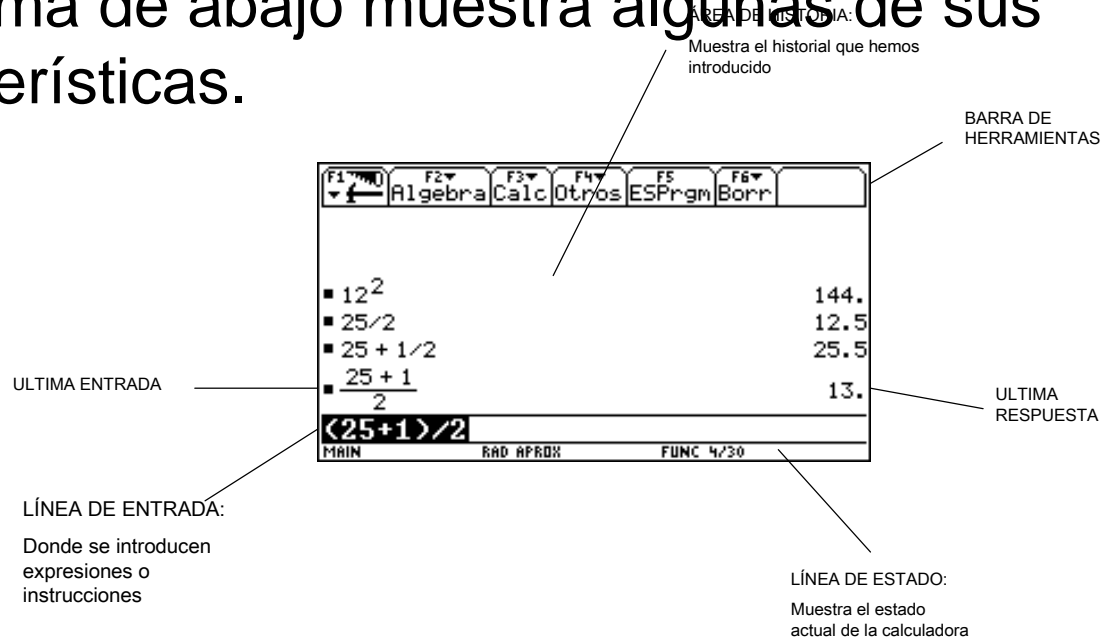 ma de abajo muestra algunas de sus
erísticas.
ÁREA DE HISTORIA:
Muestra el historial que hemos
introducido
BARRA DE
HERRAMIENTAS
F1 F2 F3 F4 F5 F6
Algebra Calc Otros ESPrgm Borr
12² 144.
25/2 12.5
25 + 1/2 25.5
25 + 1
2
13.
(25+1)/2
MAIN RAD APROX FUNC 4/30
ULTIMA ENTRADA
ULTIMA
RESPUESTA
LÍNEA DE ENTRADA:
Donde se introducen
expresiones o
instrucciones
LÍNEA DE ESTADO:
Muestra el estado
actual de la calculadora